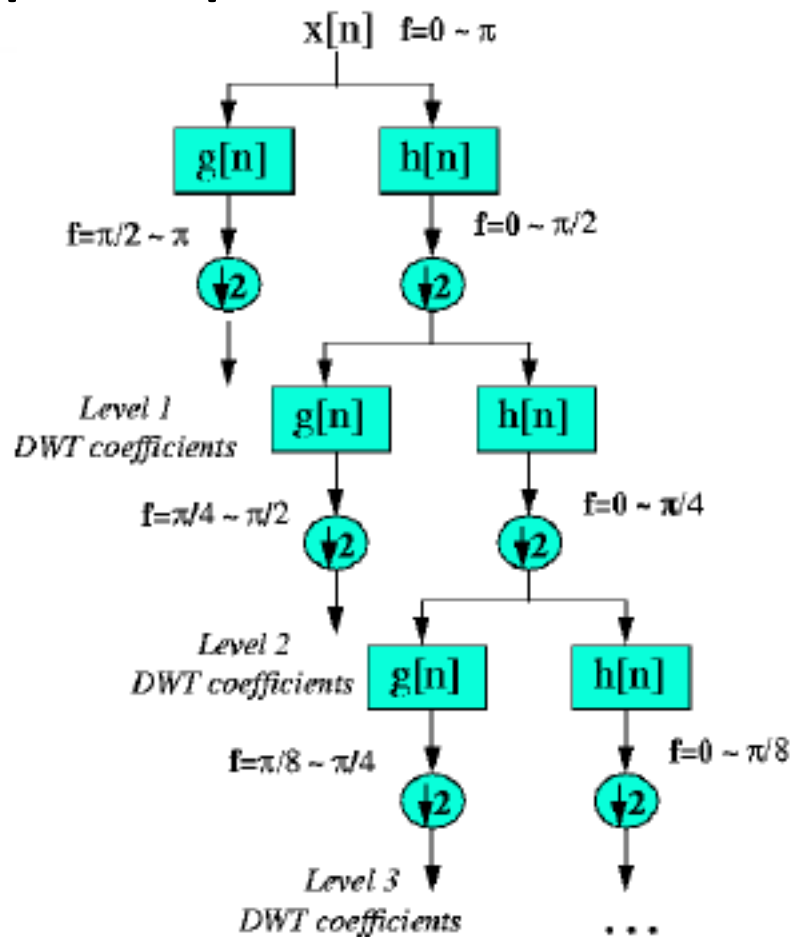 x[n] f=0 ~ π
g[n] h[n]
f=π/2 ~ π
f=0 ~ π/2
2 2
Level 1
DWT coefficients
g[n] h[n]
f=π/4 ~ π/2
f=0 ~ π/4
2 2
Level 2
DWT coefficients
g[n] h[n]
f=π/8 ~ π/4
f=0 ~ π/8
2 2
Level 3
DWT coefficients
...